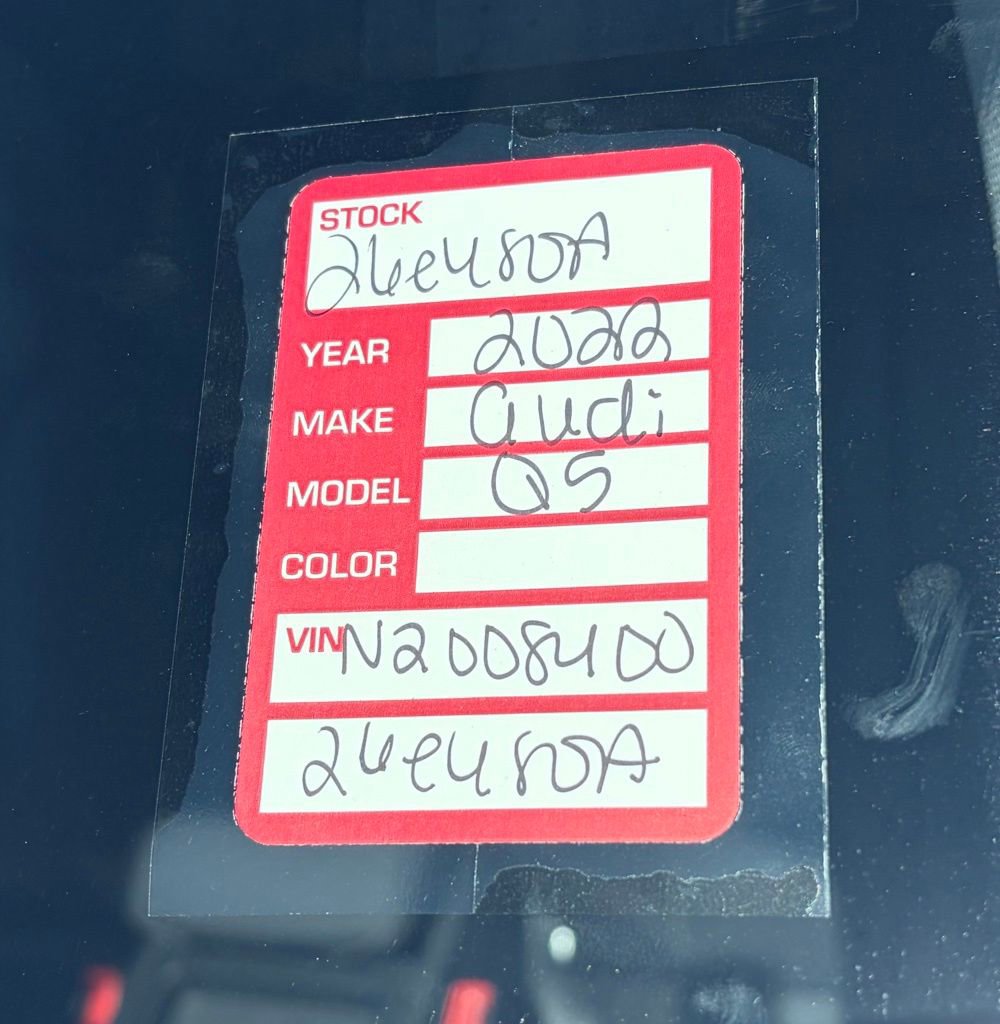 STOCK
26e480A
YEAR 2022
MAKE audi
MODEL Q5
COLOR
VIN N2008400
26e480A